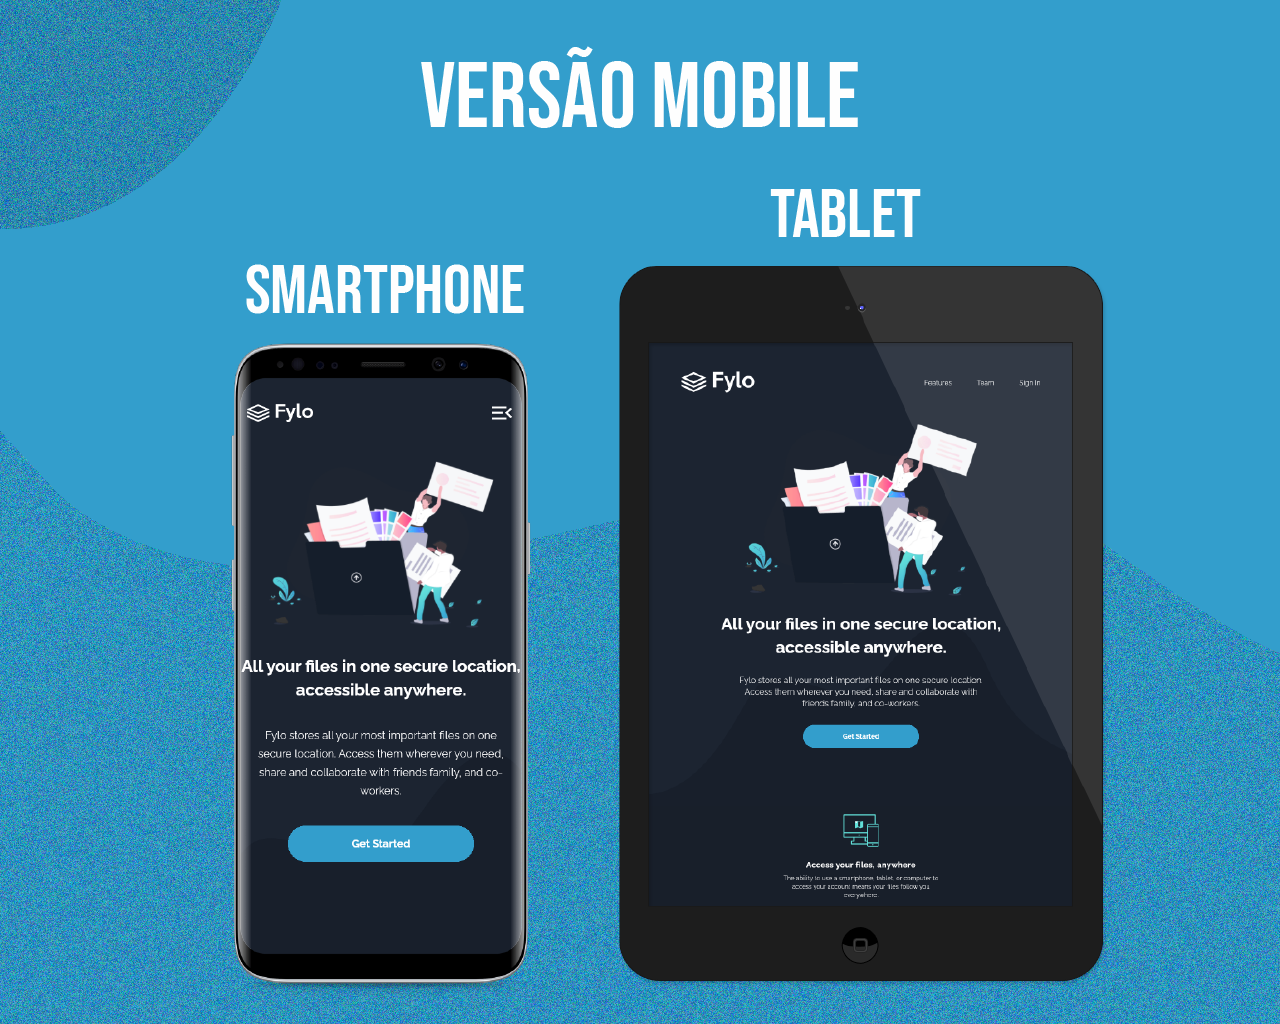 VERSÃO MOBILE
TABLET
SMARTPHONE
Fylo
All your files in one secure location,
accessible anywhere.
Fylo stores all your most important files on one
secure location. Access them wherever you need,
share and collaborate with friends family, and co-
workers.
Get Started
Fylo
Features Team Sign In
All your files in one secure location,
accessible anywhere.
Fylo stores all your most important files on one secure location.
Access them wherever you need, share and collaborate with
friends family, and co-workers.
Get Started
Access your files, anywhere
The ability to use a smartphone, tablet, or computer to
access your account means your files follow you
everywhere.